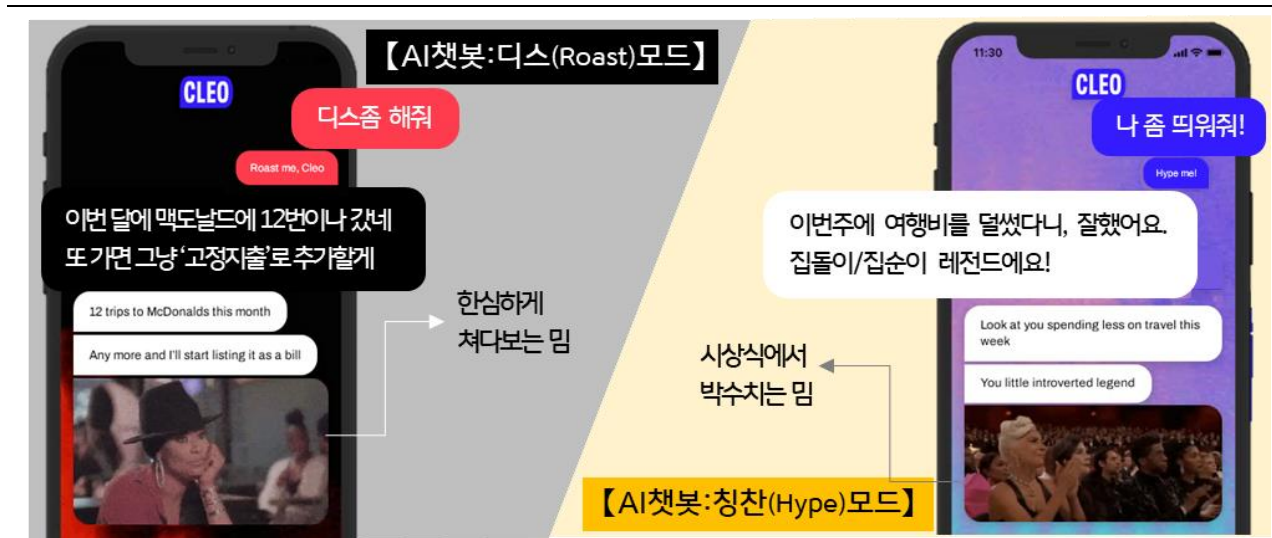 【AI챗봇:디스(Roast)모드】
CLEO
디스좀 해줘
Roast me, Cleo
이번 달에 맥도날드에 12번이나 갔네
또 가면 그냥 ‘고정지출’로 추가할게
12 trips to McDonalds this month
Any more and I'll start listing it as a bill
한심하게
쳐다보는 밈
11:30
CLEO
나 좀 띄워줘!
Hype me!
이번주에 여행비를 덜썼다니, 잘했어요.
집돌이/집순이 레전드에요!
Look at you spending less on travel this
week
You little introverted legend
시상식에서
박수치는 밈
【AI챗봇:칭찬(Hype)모드】